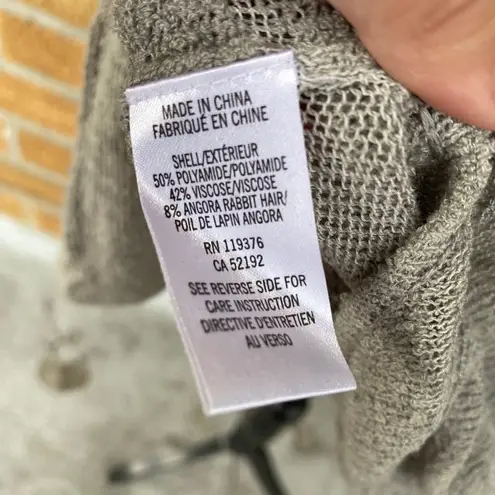 MADE IN CHINA
FABRIQUÉ EN CHINE
SHELL/EXTÉRIEUR
50% POLYAMIDE/POLYAMIDE
42% VISCOSE/VISCOSE
8% ANGORA RABBIT HAIR/
POIL DE LAPIN ANGORA
RN 119376
CA 52192
SEE REVERSE SIDE FOR
CARE INSTRUCTION
DIRECTIVE D'ENTRETIEN
AU VERSO